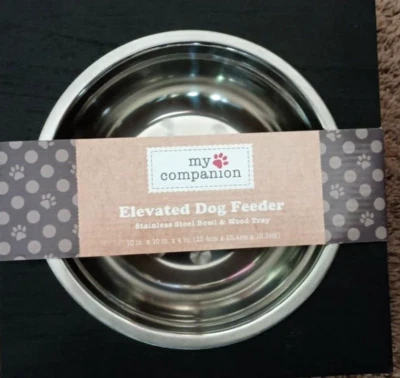 my
companion
Elevated Dog Feeder
Stainless Steel Bowl & Wood Tray